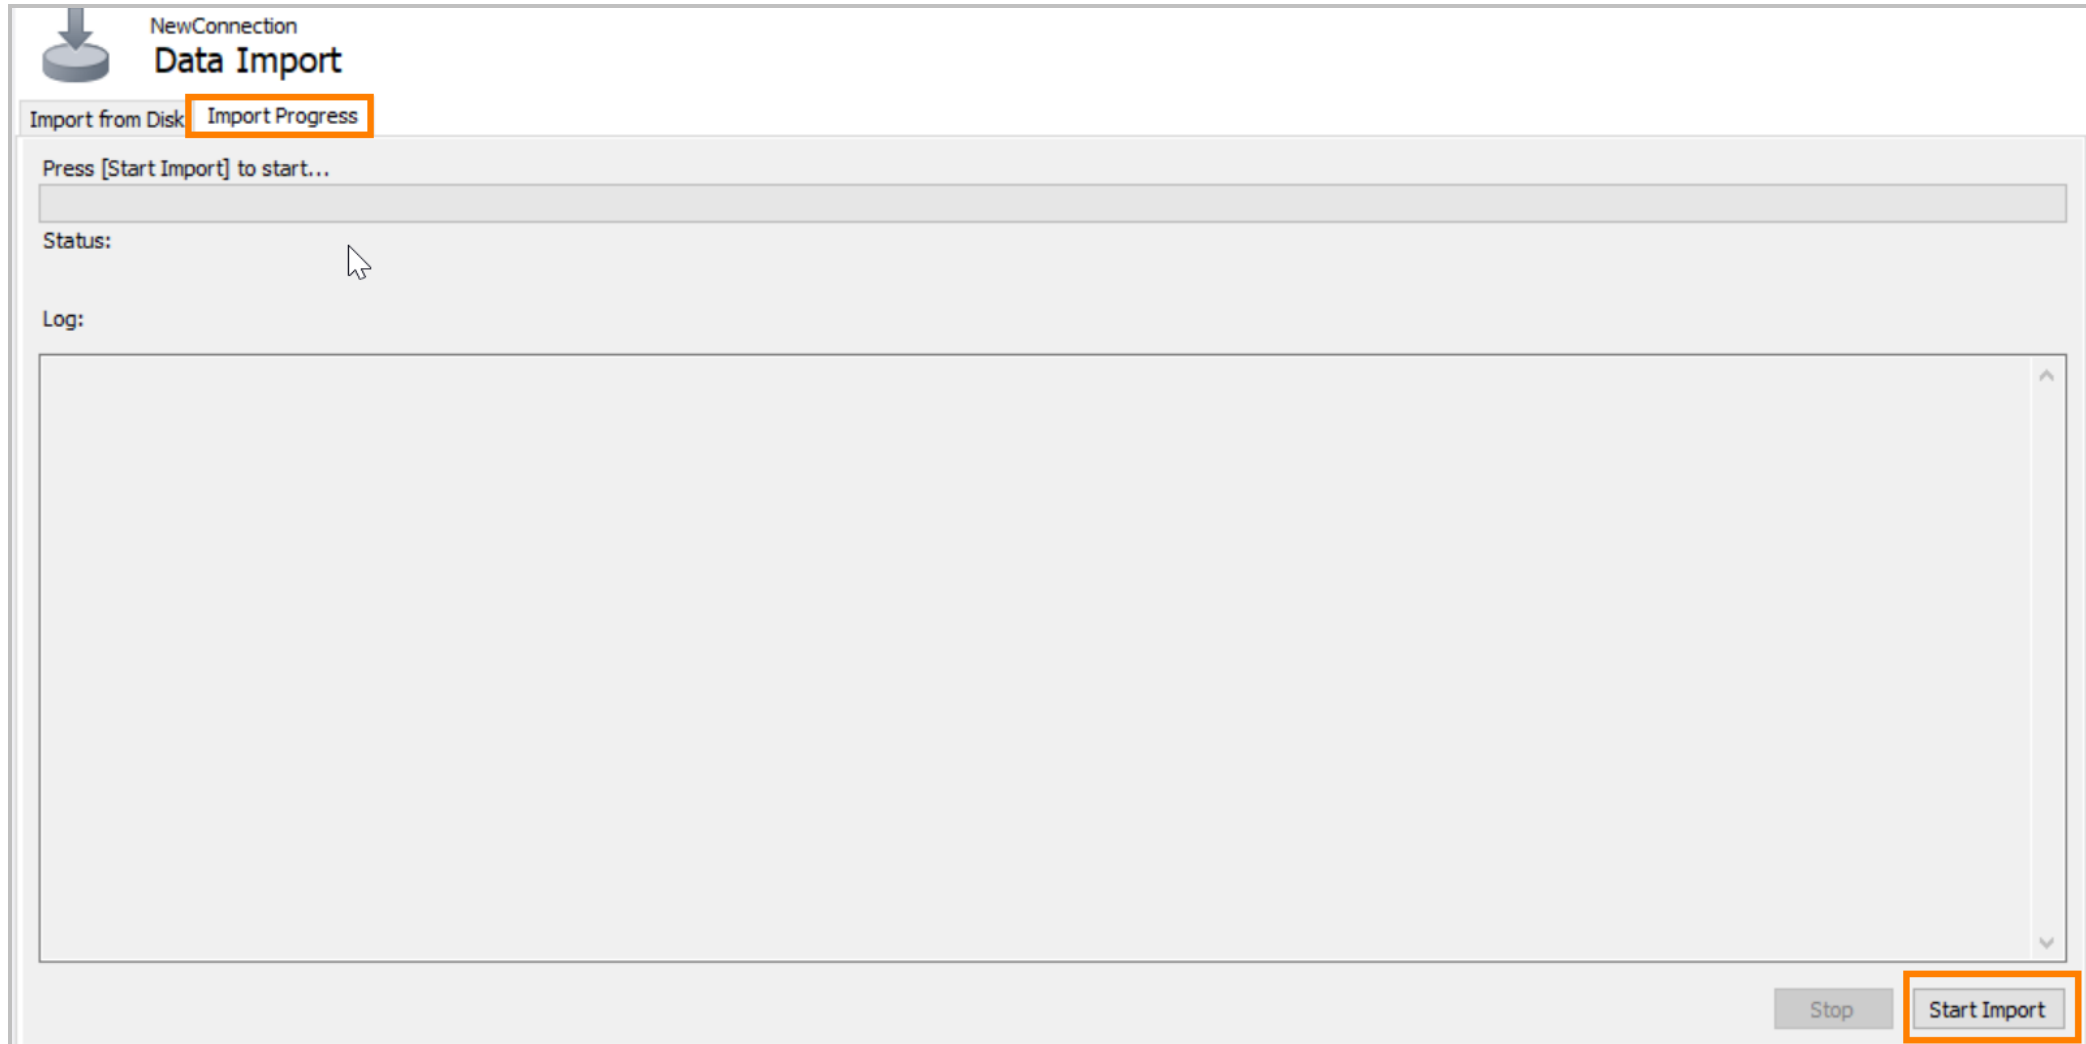 NewConnection
Data Import
Import from Disk Import Progress
Press [Start Import] to start...
Status:
Log:
Stop Start Import